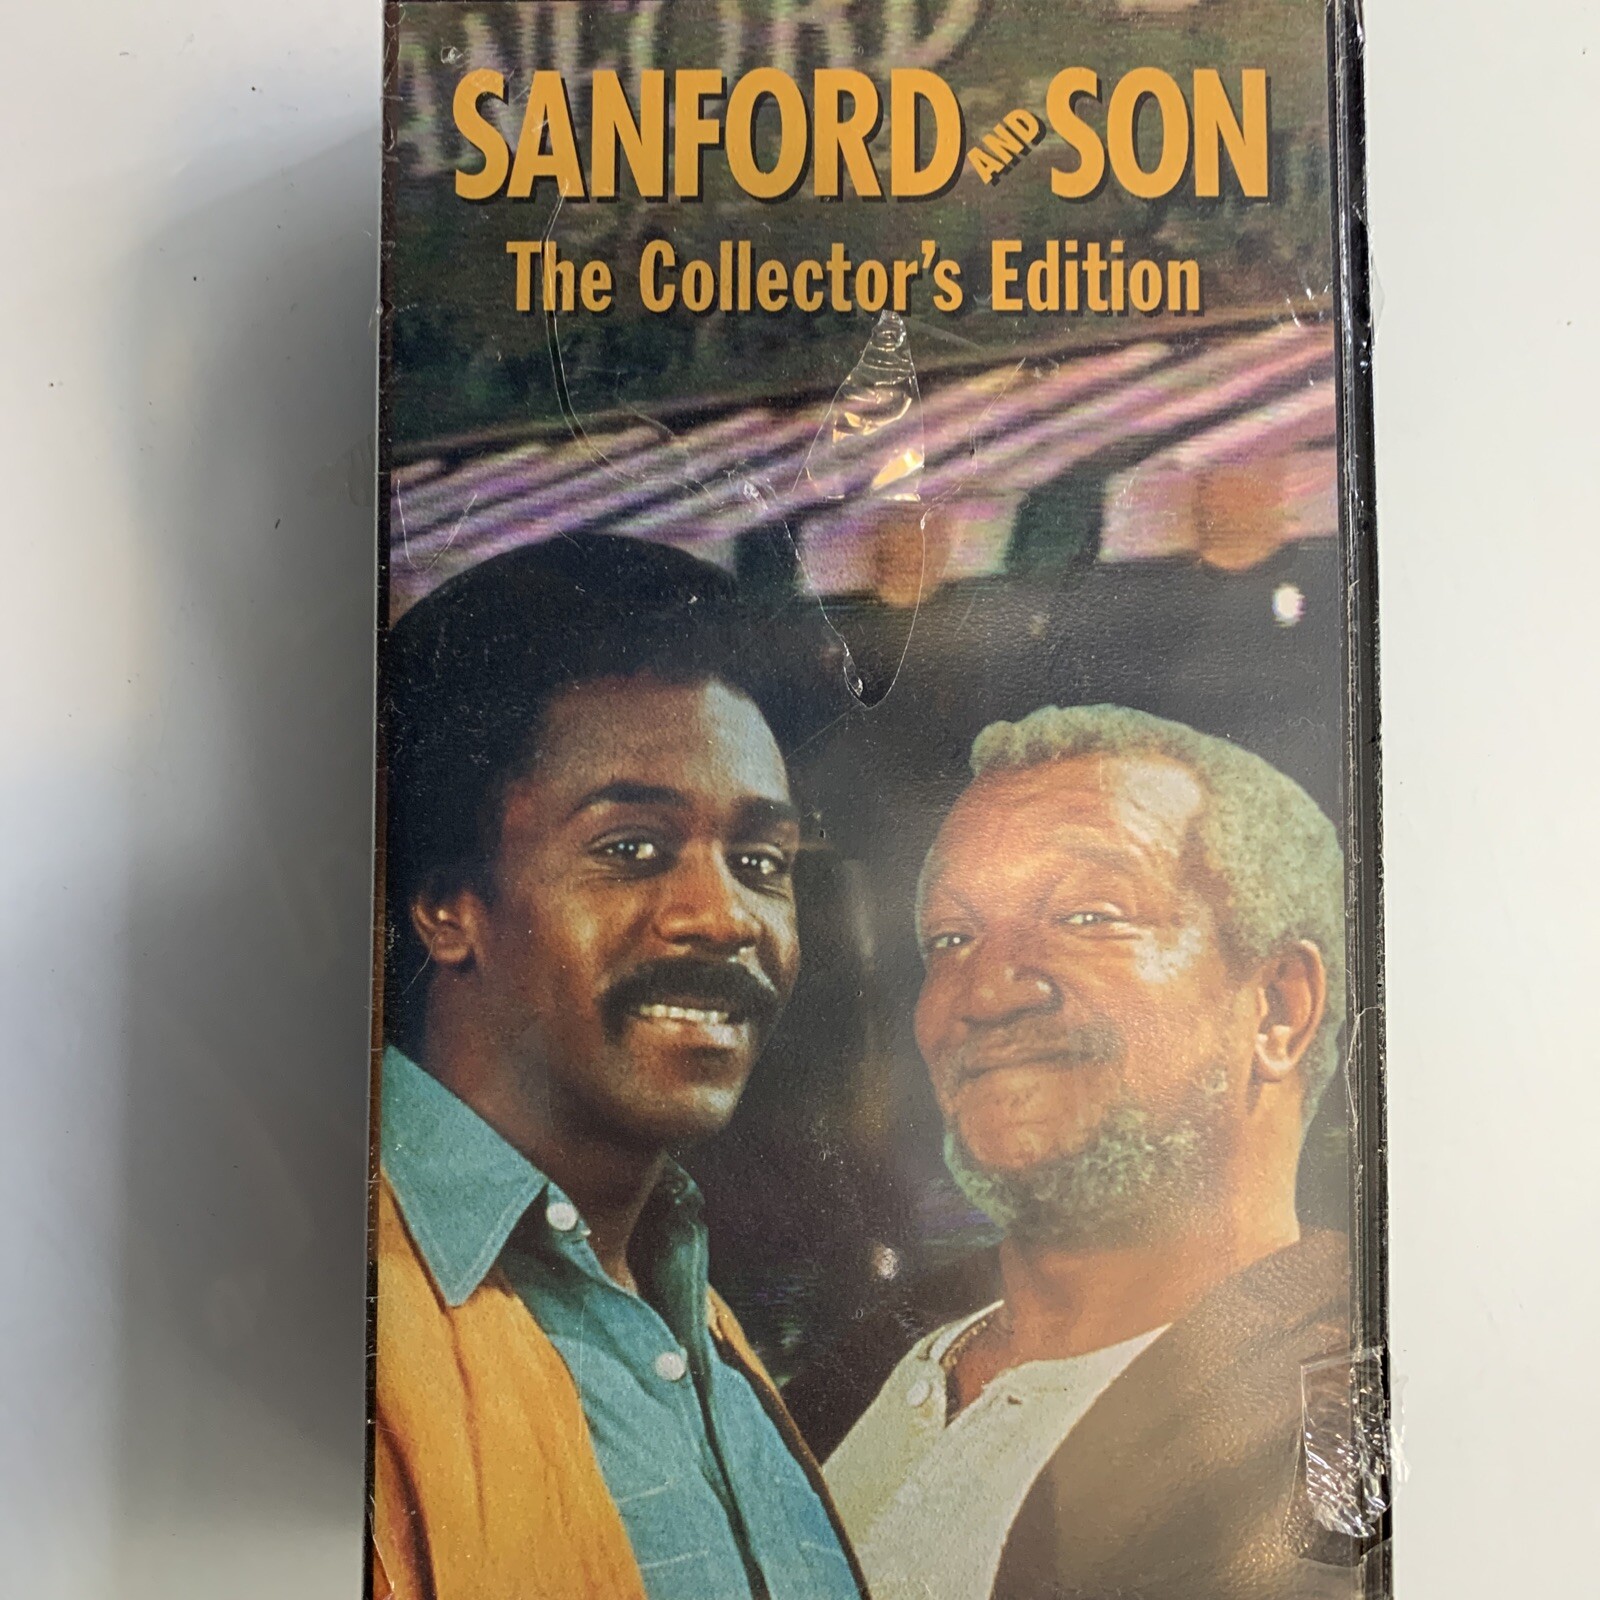 SANFORD AND SON
The Collector's Edition